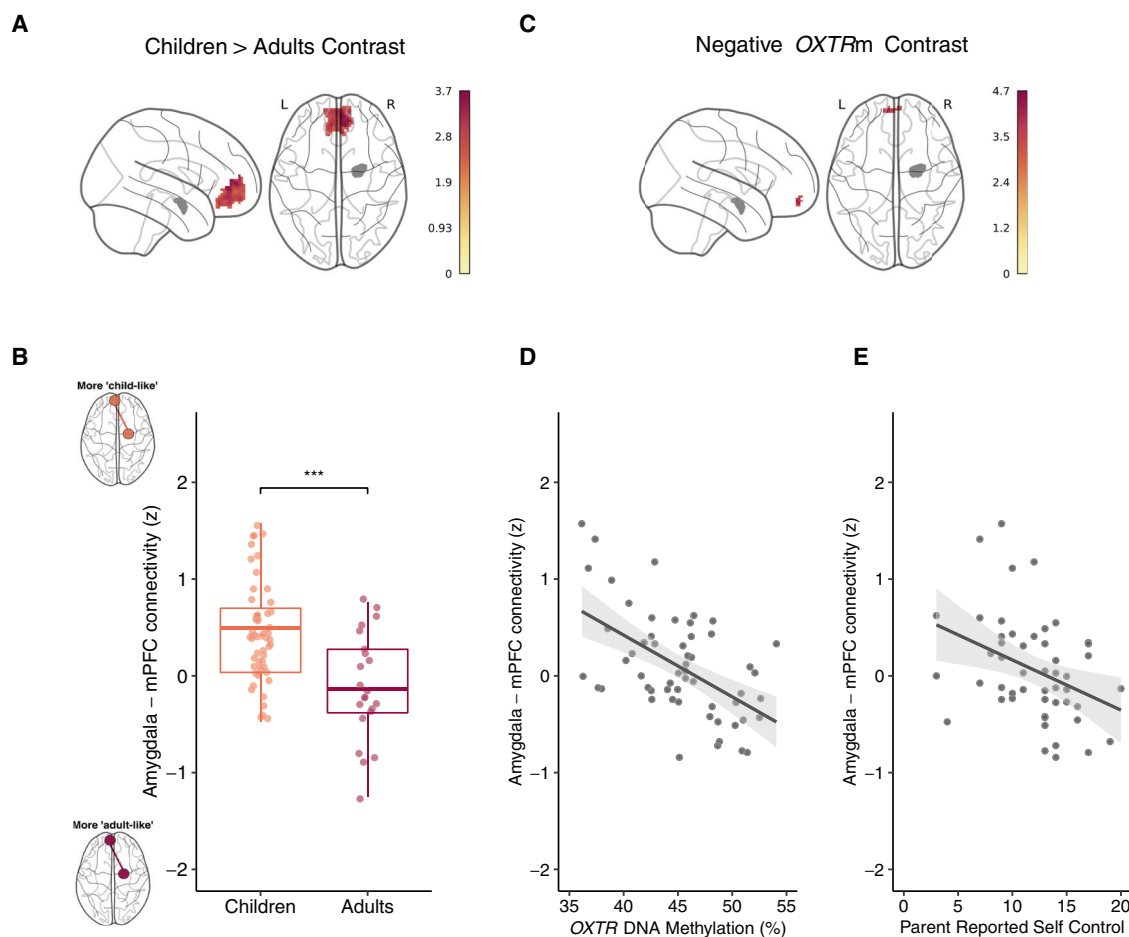 A
Children > Adults Contrast
L
R
3.7
2.8
1.9
0.93
0
C
Negative OXTRm Contrast
L
R
4.7
3.5
2.4
1.2
0
B
More 'child-like'
Amygdala – mPFC connectivity (z)
2
1
0
−1
−2
***
Children
Adults
More 'adult-like'
D
Amygdala – mPFC connectivity (z)
2
1
0
−1
−2
35
40
45
50
55
OXTR DNA Methylation (%)
E
Amygdala – mPFC connectivity (z)
2
1
0
−1
−2
0
5
10
15
20
Parent Reported Self Control